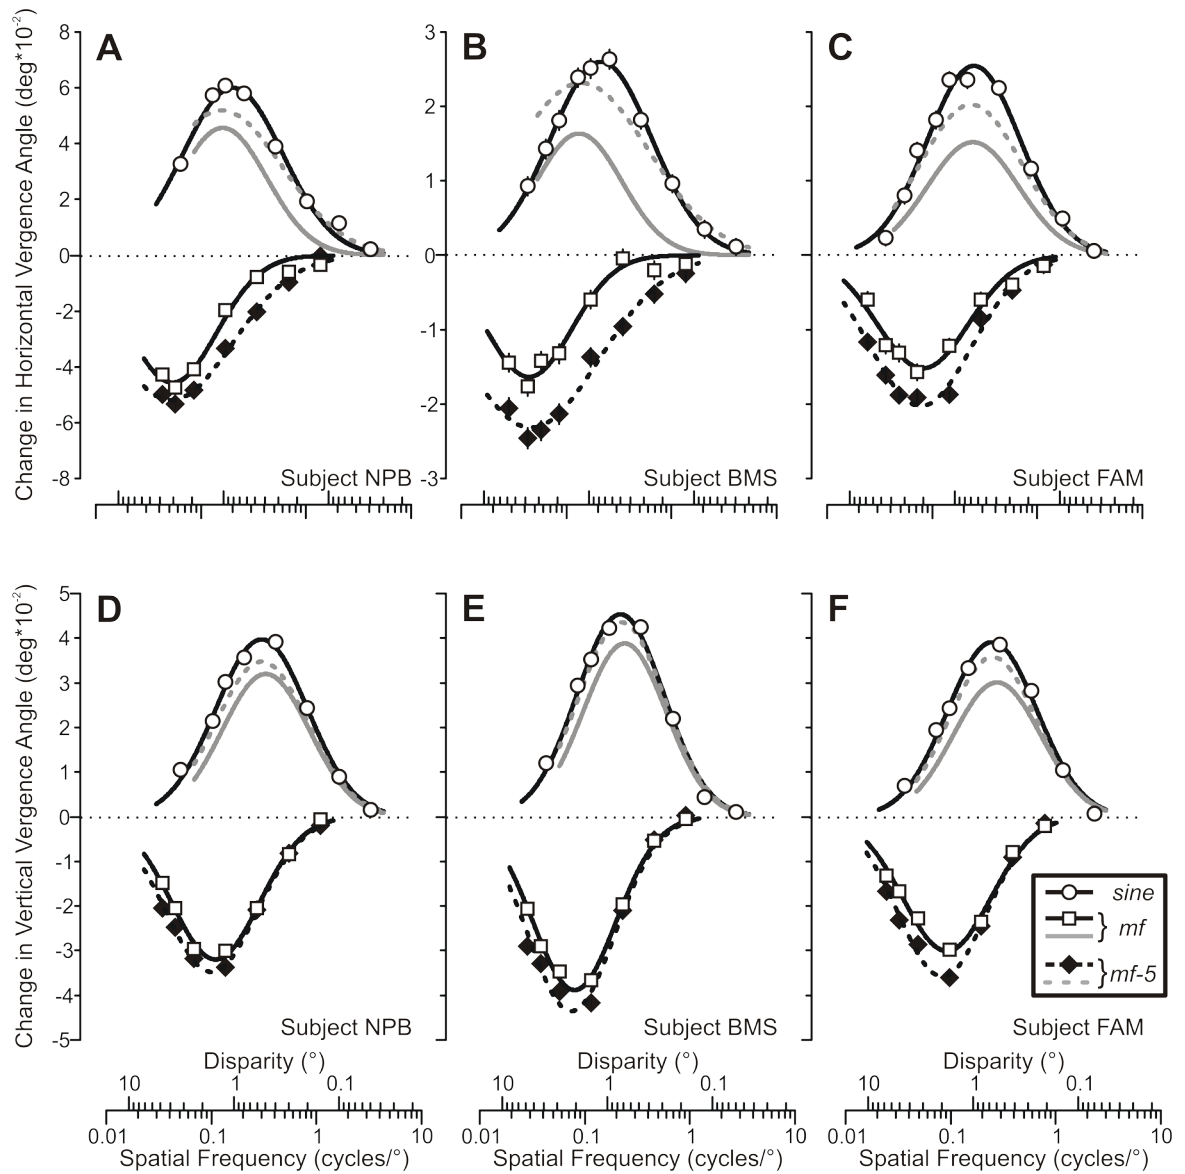 Change in Horizontal Vergence Angle (deg*10-2)
8
6
4
2
0
-2
-4
-6
-8
A
Subject NPB
3
2
1
0
-1
-2
-3
B
Subject BMS
C
Subject FAM
Change in Vertical Vergence Angle (deg*10-2)
5
4
3
2
1
0
-1
-2
-3
-4
-5
D
Subject NPB
E
Subject BMS
F
sine
} mf
} mf-5
Subject FAM
Disparity (°) Disparity (°) Disparity (°)
10 1 0.1 10 1 0.1 10 1 0.1
0.01 0.1 1 10 0.01 0.1 1 10 0.01 0.1 1 10
Spatial Frequency (cycles/°) Spatial Frequency (cycles/°) Spatial Frequency (cycles/°)